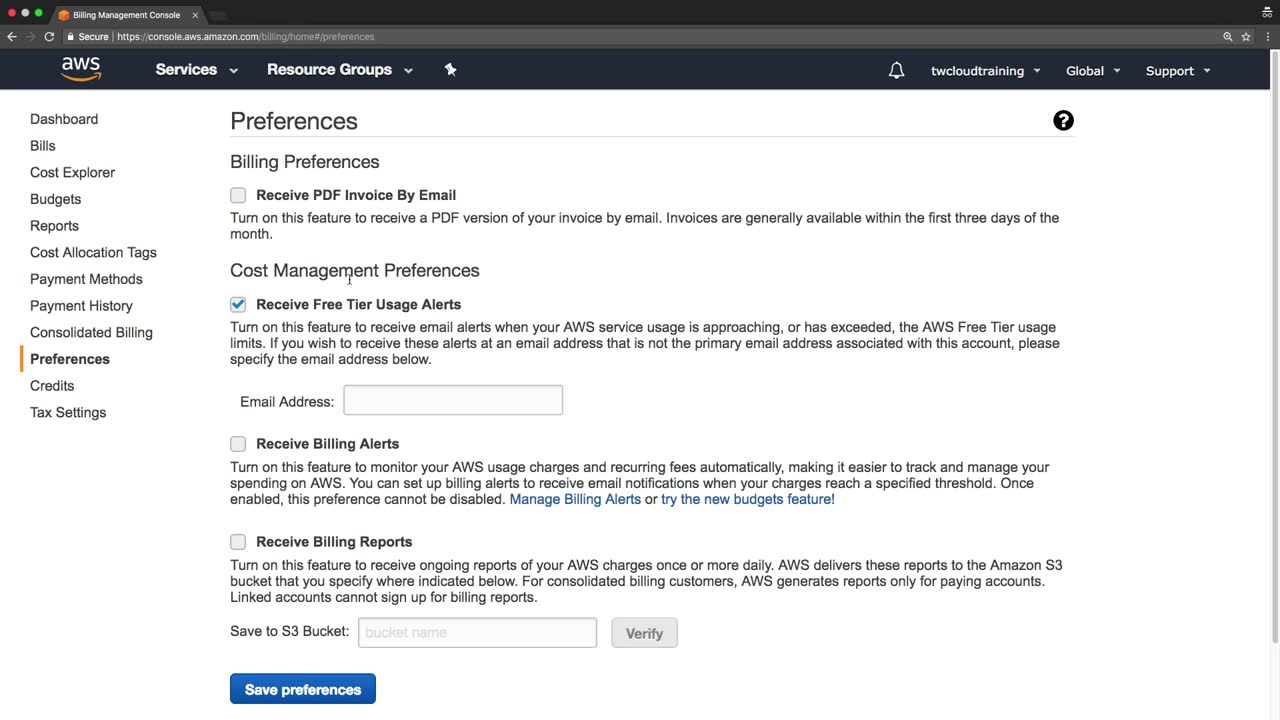 Billing Management Console
Secure | https://console.aws.amazon.com/billing/home#/preferences
aws Services Resource Groups twcloudtraining Global Support
Dashboard
Bills
Cost Explorer
Budgets
Reports
Cost Allocation Tags
Payment Methods
Payment History
Consolidated Billing
Preferences
Credits
Tax Settings
Preferences
?
Billing Preferences
Receive PDF Invoice By Email
Turn on this feature to receive a PDF version of your invoice by email. Invoices are generally available within the first three days of the
month.
Cost Management Preferences
Receive Free Tier Usage Alerts
Turn on this feature to receive email alerts when your AWS service usage is approaching, or has exceeded, the AWS Free Tier usage
limits. If you wish to receive these alerts at an email address that is not the primary email address associated with this account, please
specify the email address below.
Email Address:
Receive Billing Alerts
Turn on this feature to monitor your AWS usage charges and recurring fees automatically, making it easier to track and manage your
spending on AWS. You can set up billing alerts to receive email notifications when your charges reach a specified threshold. Once
enabled, this preference cannot be disabled. Manage Billing Alerts or try the new budgets feature!
Receive Billing Reports
Turn on this feature to receive ongoing reports of your AWS charges once or more daily. AWS delivers these reports to the Amazon S3
bucket that you specify where indicated below. For consolidated billing customers, AWS generates reports only for paying accounts.
Linked accounts cannot sign up for billing reports.
Save to S3 Bucket: bucket name Verify
Save preferences